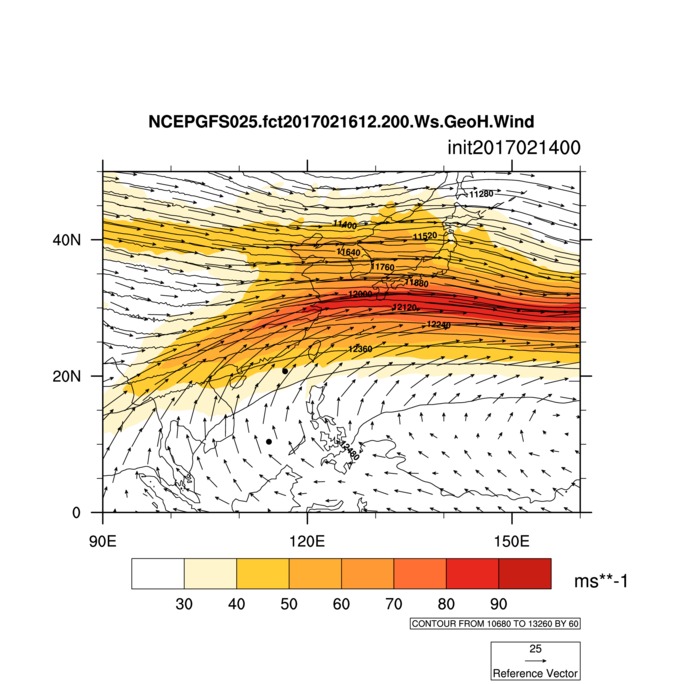 NCEPGFS025.fct2017021612.200.Ws.GeoH.Wind
init2017021400
11280
11400
11520
11640
11760
11880
12000
12120
12240
12360
12480
40N
20N
0
90E 120E 150E
ms**-1
30 40 50 60 70 80 90
CONTOUR FROM 10680 TO 13260 BY 60
25
Reference Vector